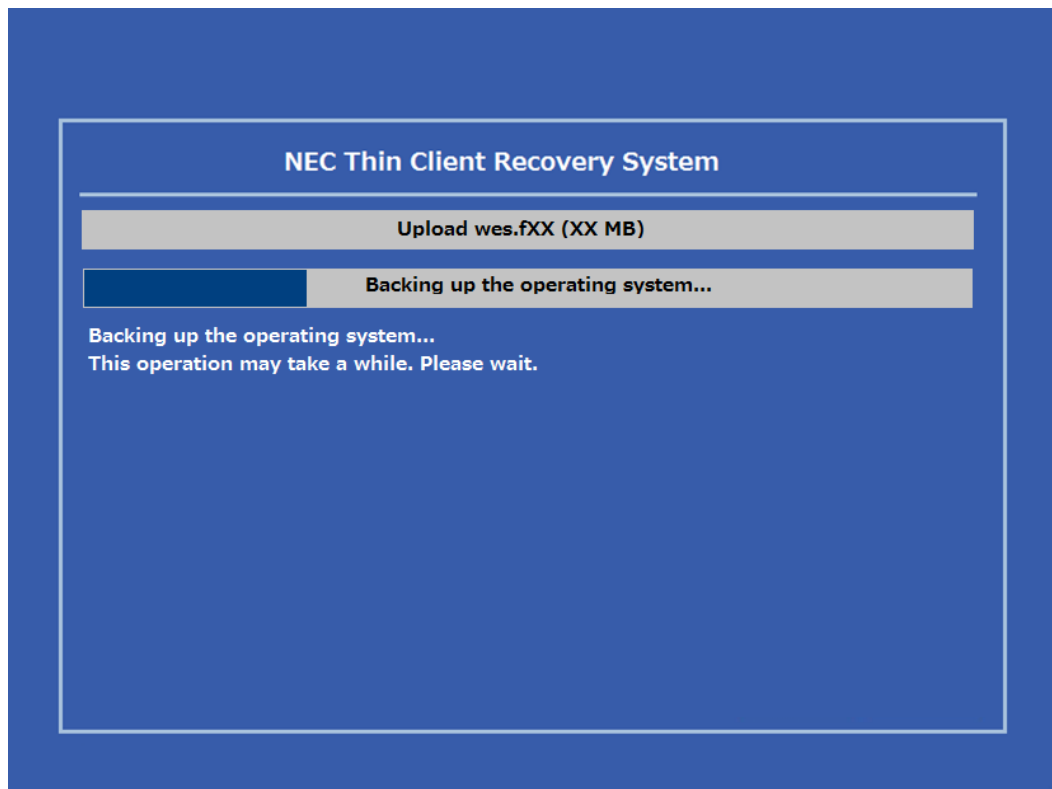 NEC Thin Client Recovery System
Upload wes.fXX (XX MB)
Backing up the operating system...
Backing up the operating system...
This operation may take a while. Please wait.